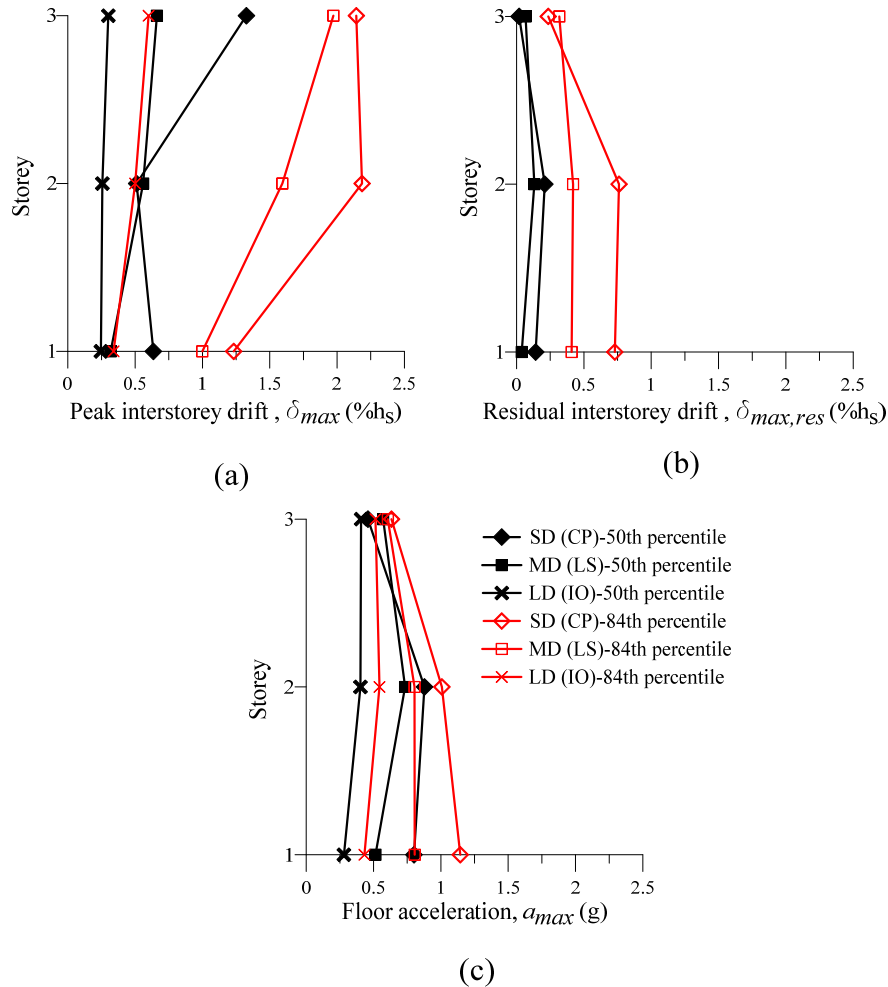 3
2
1
Storey
0 0.5 1 1.5 2 2.5
Peak interstorey drift , δmax (%hs)
(a)
3
2
1
Storey
0 0.5 1 1.5 2 2.5
Residual interstorey drift , δmax,res (%hs)
(b)
3
2
1
Storey
0 0.5 1 1.5 2 2.5
Floor acceleration, amax (g)
SD (CP)-50th percentile
MD (LS)-50th percentile
LD (IO)-50th percentile
SD (CP)-84th percentile
MD (LS)-84th percentile
LD (IO)-84th percentile
(c)